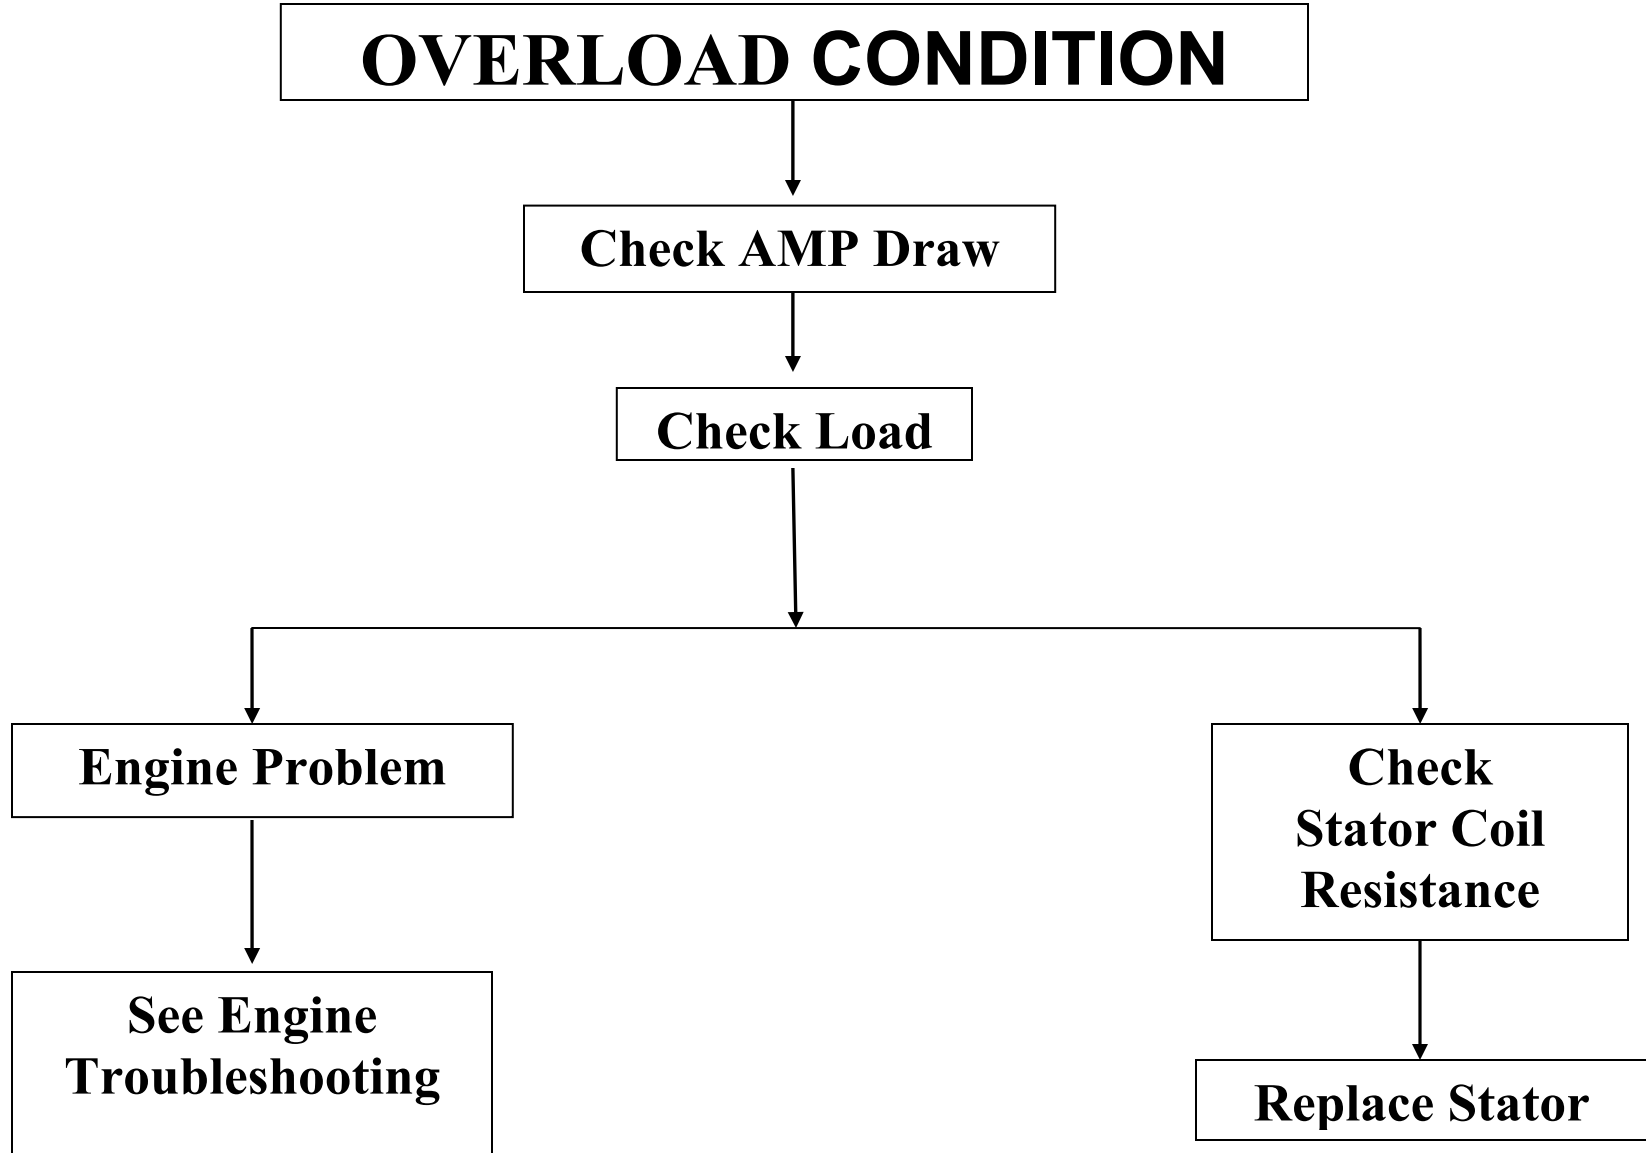 OVERLOAD CONDITION
Check AMP Draw
Check Load
Engine Problem
Check
Stator Coil
Resistance
See Engine
Troubleshooting
Replace Stator